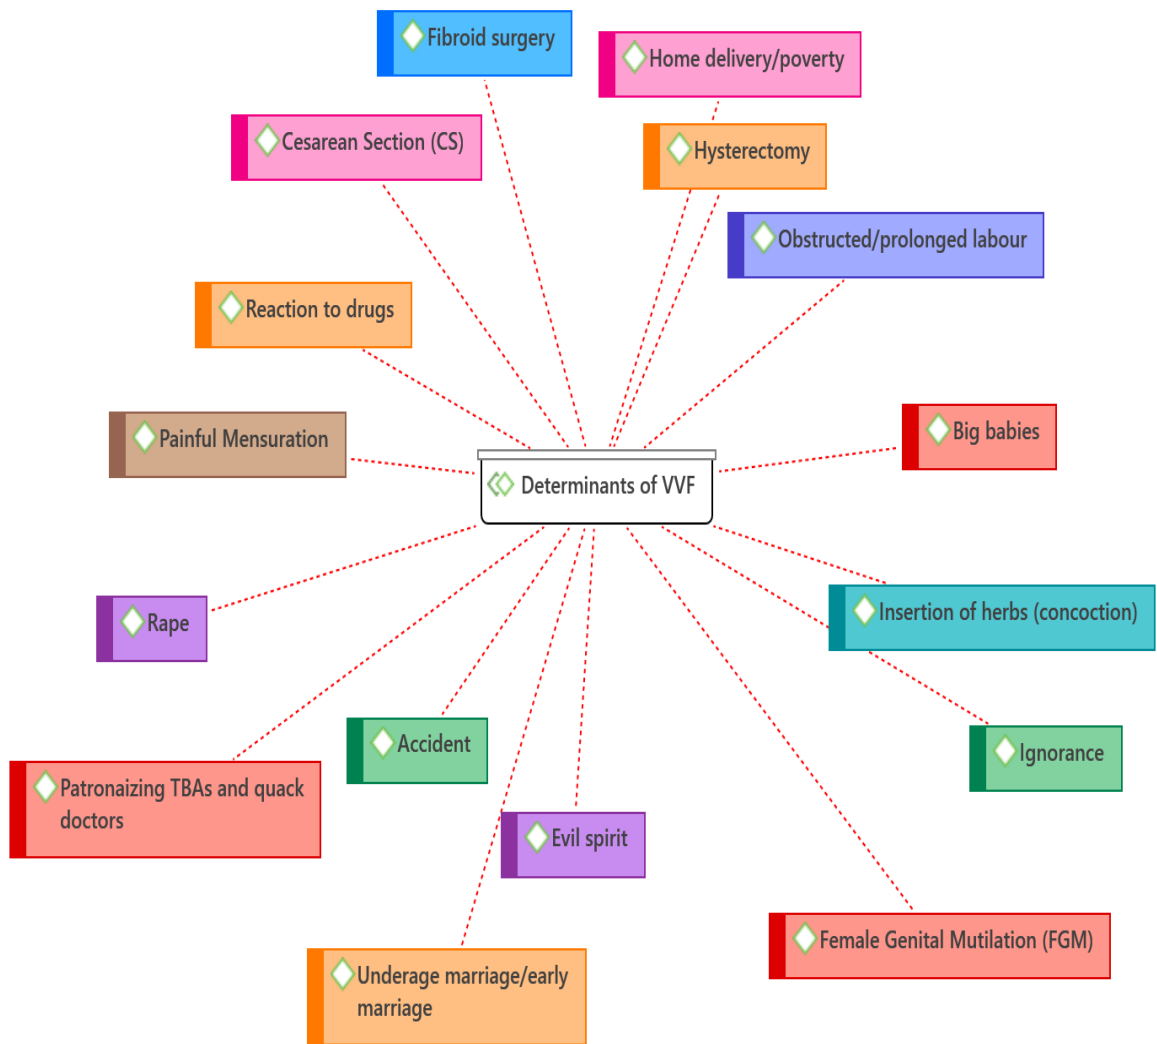 Fibroid surgery
Home delivery/poverty
Cesarean Section (CS)
Hysterectomy
Obstructed/prolonged labour
Reaction to drugs
Painful Mensuration
Big babies
Determinants of VVF
Rape
Insertion of herbs (concoction)
Accident
Ignorance
Patronaizing TBAs and quack
doctors
Evil spirit
Female Genital Mutilation (FGM)
Underage marriage/early
marriage